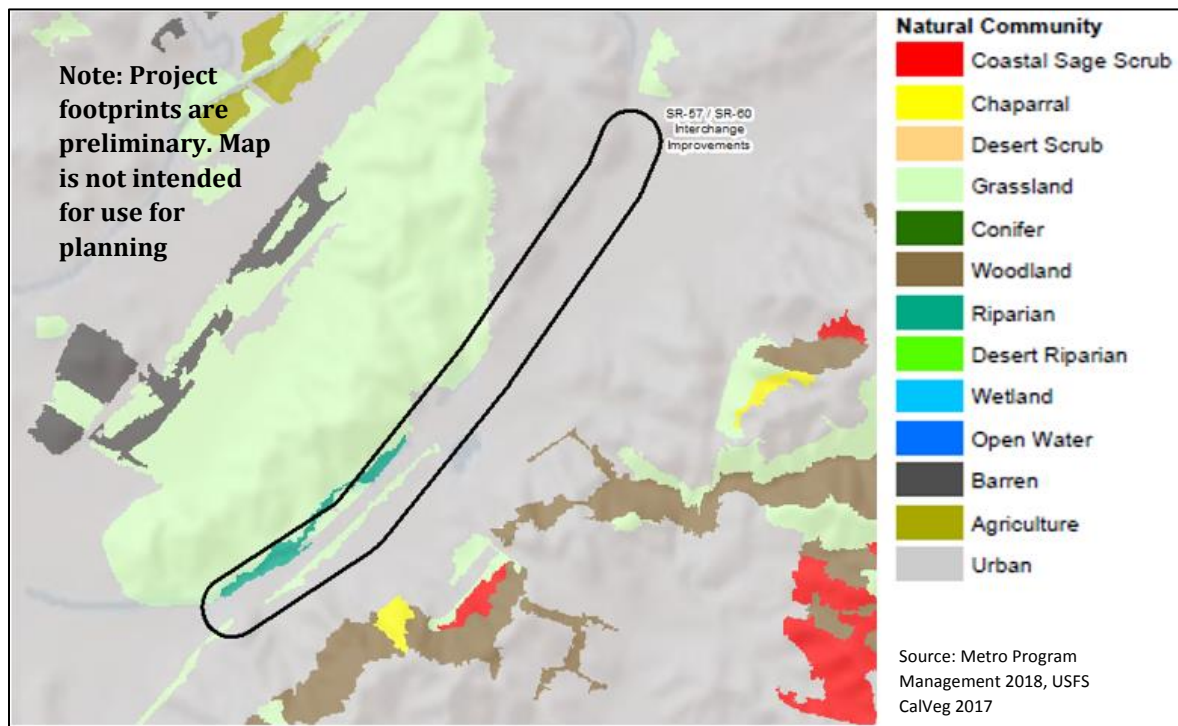 Note: Project
footprints are
preliminary. Map
is not intended
for use for
planning
SR-57 / SR-60
Interchange
Improvements
Natural Community
Coastal Sage Scrub
Chaparral
Desert Scrub
Grassland
Conifer
Woodland
Riparian
Desert Riparian
Wetland
Open Water
Barren
Agriculture
Urban
Source: Metro Program
Management 2018, USFS
CalVeg 2017